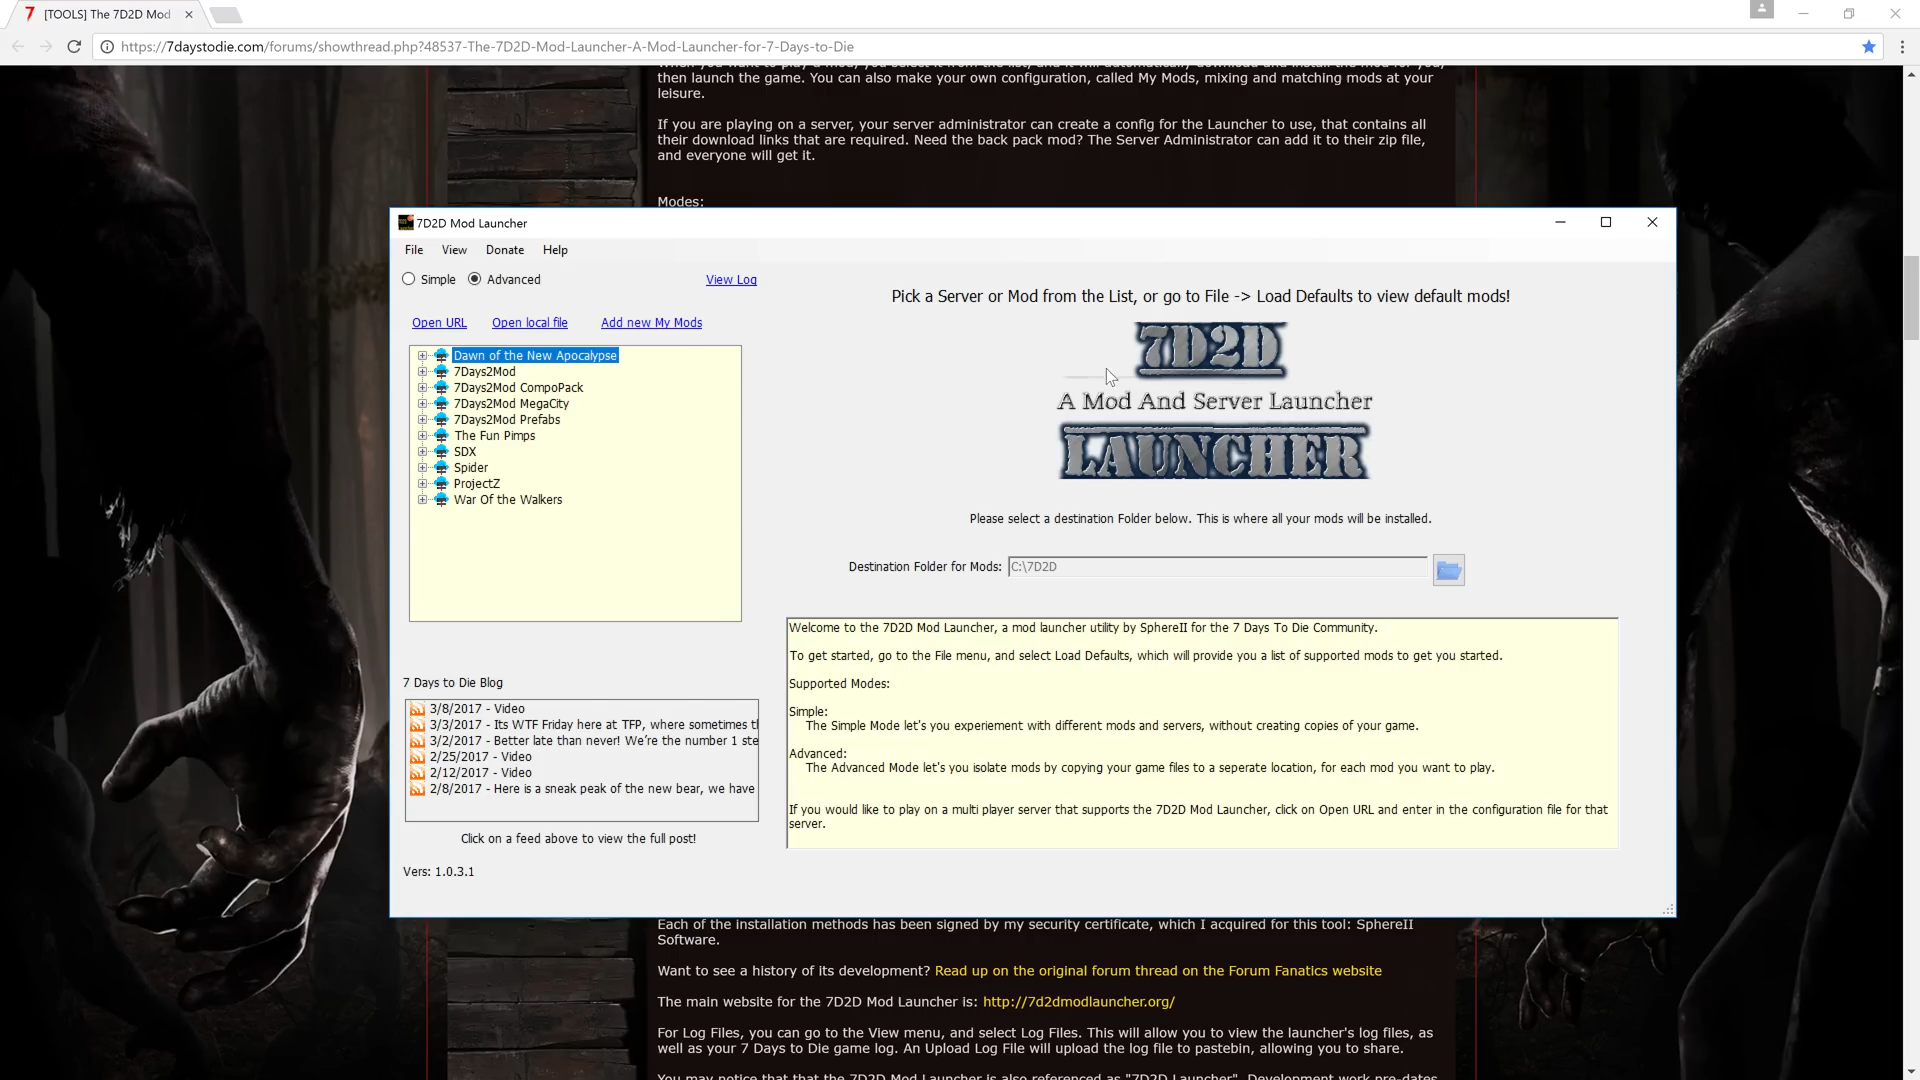 [TOOLS] The 7D2D Mod
https://7daystodie.com/forums/showthread.php?48537-The-7D2D-Mod-Launcher-A-Mod-Launcher-for-7-Days-to-Die
then launch the game. You can also make your own configuration, called My Mods, mixing and matching mods at your
leisure.
If you are playing on a server, your server administrator can create a config for the Launcher to use, that contains all
their download links that are required. Need the back pack mod? The Server Administrator can add it to their zip file,
and everyone will get it.
Modes:
7D2D Mod Launcher
File View Donate Help
Simple Advanced View Log
Open URL Open local file Add new My Mods
Dawn of the New Apocalypse
7Days2Mod
7Days2Mod CompoPack
7Days2Mod MegaCity
7Days2Mod Prefabs
The Fun Pimps
SDX
Spider
ProjectZ
War Of the Walkers
7 Days to Die Blog
3/8/2017 - Video
3/3/2017 - Its WTF Friday here at TFP, where sometimes tl
3/2/2017 - Better late than never! We're the number 1 ste
2/25/2017 - Video
2/12/2017 - Video
2/8/2017 - Here is a sneak peak of the new bear, we have
Click on a feed above to view the full post!
Vers: 1.0.3.1
Pick a Server or Mod from the List, or go to File -> Load Defaults to view default mods!
7D2D
A Mod And Server Launcher
LAUNCHER
Please select a destination Folder below. This is where all your mods will be installed.
Destination Folder for Mods: C:\7D2D
Welcome to the 7D2D Mod Launcher, a mod launcher utility by SphereII for the 7 Days To Die Community.
To get started, go to the File menu, and select Load Defaults, which will provide you a list of supported mods to get you started.
Supported Modes:
Simple:
The Simple Mode let's you experiement with different mods and servers, without creating copies of your game.
Advanced:
The Advanced Mode let's you isolate mods by copying your game files to a seperate location, for each mod you want to play.
If you would like to play on a multi player server that supports the 7D2D Mod Launcher, click on Open URL and enter in the configuration file for that
server.
Each of the installation methods has been signed by my security certificate, which I acquired for this tool: SphereII
Software.
Want to see a history of its development? Read up on the original forum thread on the Forum Fanatics website
The main website for the 7D2D Mod Launcher is: http://7d2dmodlauncher.org/
For Log Files, you can go to the View menu, and select Log Files. This will allow you to view the launcher's log files, as
well as your 7 Days to Die game log. An Upload Log File will upload the log file to pastebin, allowing you to share.
You may notice that that the 7D2D Mod Launcher is also referenced as "7D2D Launcher". Development work pre-dates